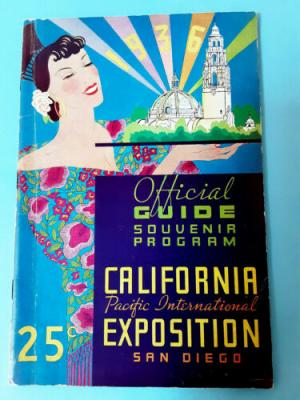 1936
Official
GUIDE
SOUVENIR
PROGRAM
CALIFORNIA
Pacific International
EXPOSITION
SAN DIEGO
25¢